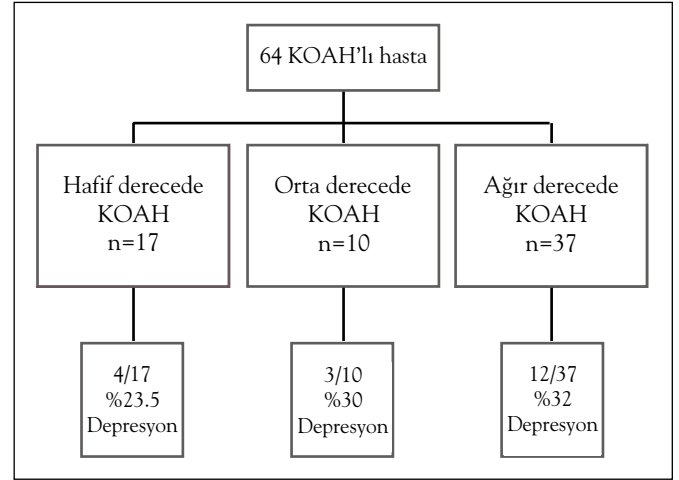 64 KOAH'lı hasta
Hafif derecede
KOAH
n=17
Orta derecede
KOAH
n=10
Ağır derecede
KOAH
n=37
4/17
%23.5
Depresyon
3/10
%30
Depresyon
12/37
%32
Depresyon